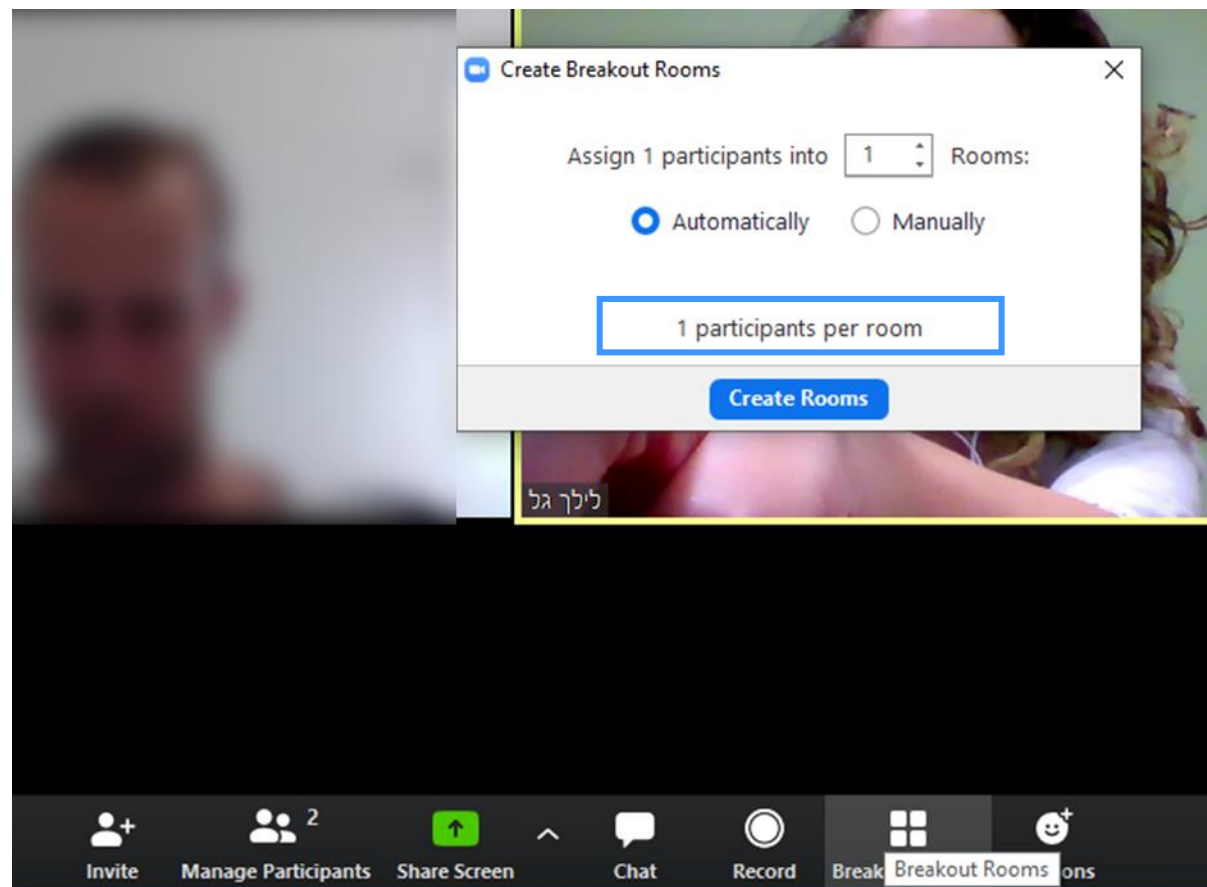 Create Breakout Rooms
Assign 1 participants into 1 Rooms:
Automatically Manually
1 participants per room
Create Rooms
לילך גל
2
Invite Manage Participants Share Screen Chat Record Break Breakout Rooms ons